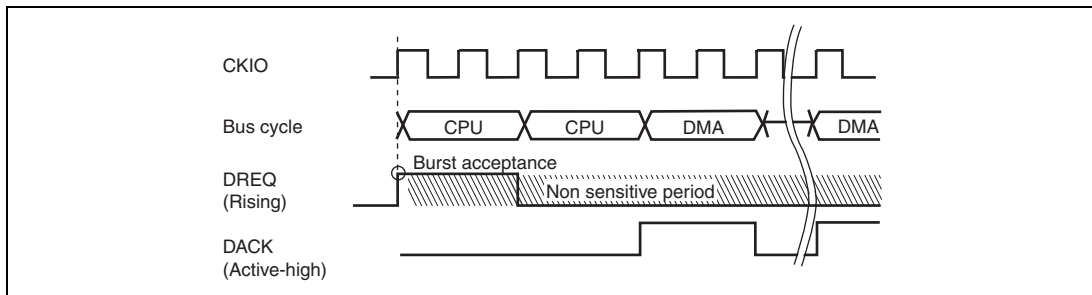 CKIO
Bus cycle
CPU
CPU
DMA
DMA
Burst acceptance
DREQ
(Rising)
Non sensitive period
DACK
(Active-high)